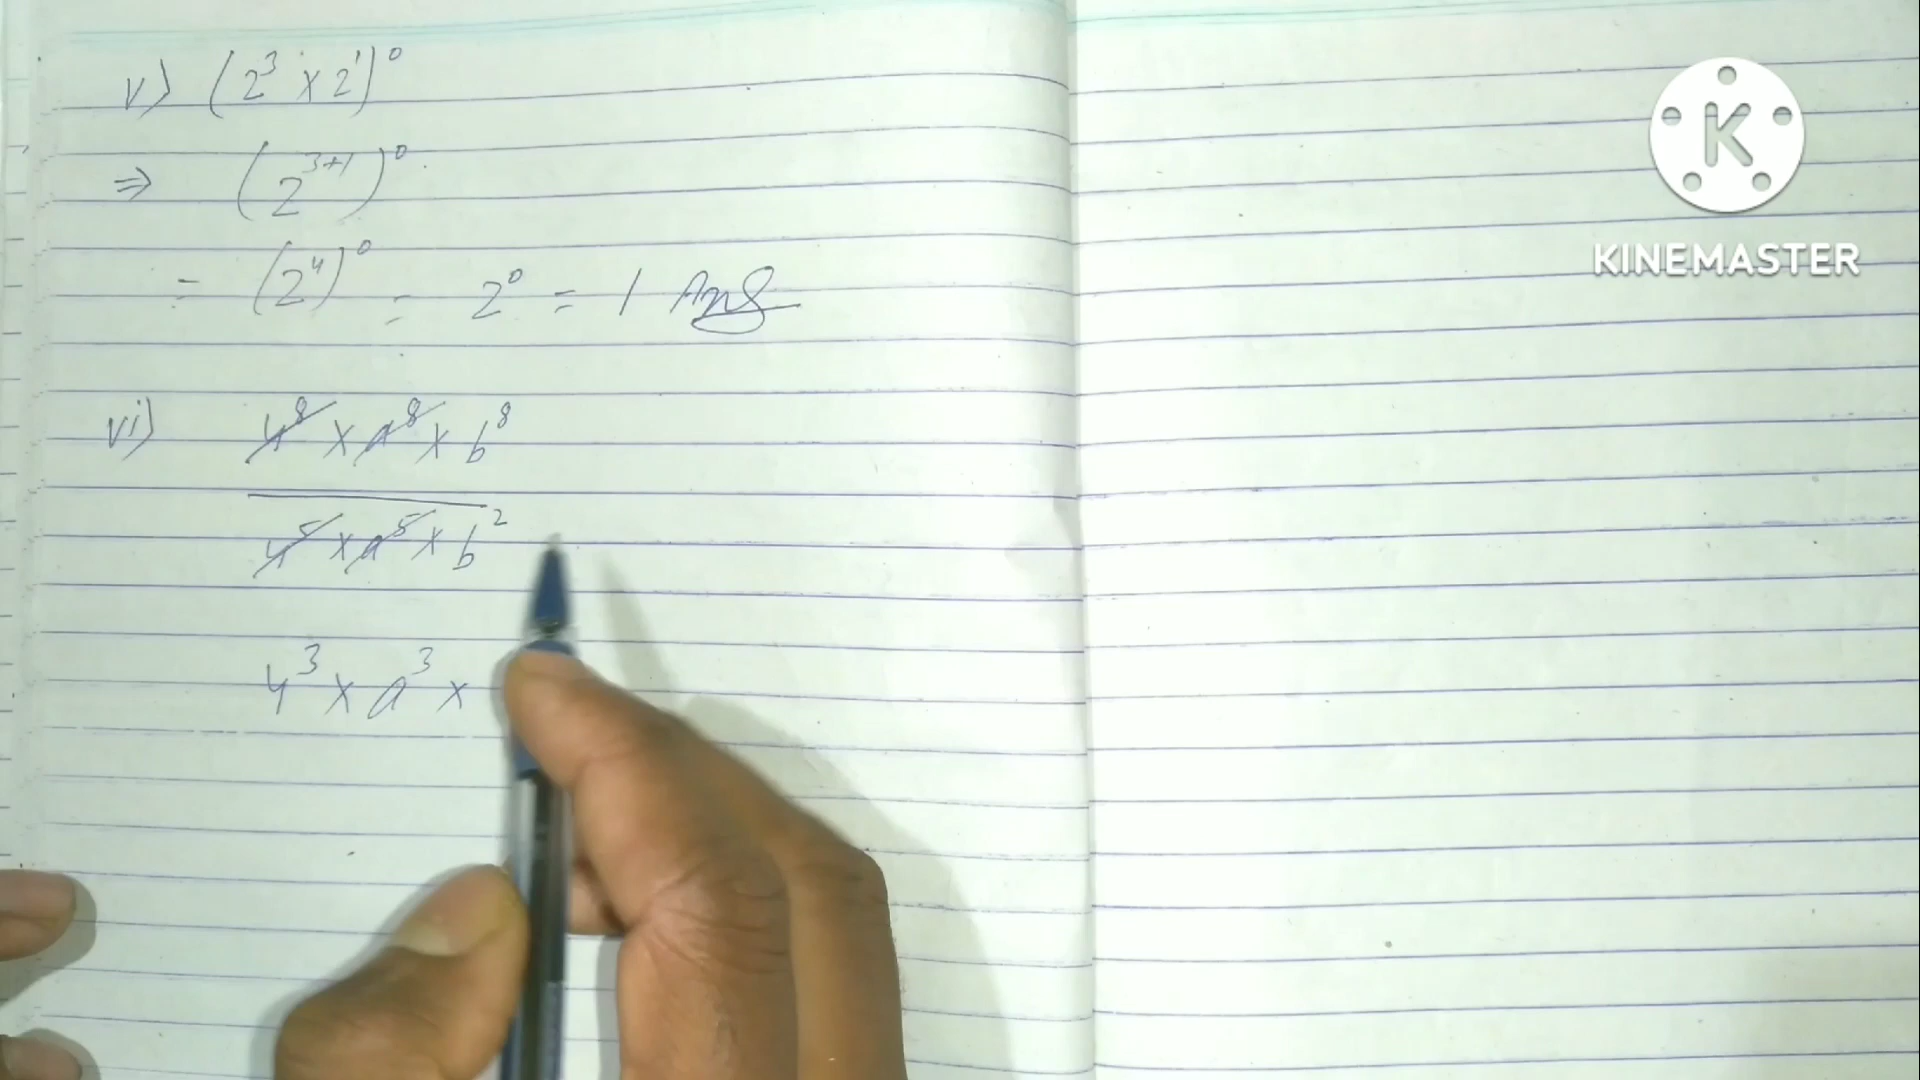 v) (2³ × 2¹)⁰
⇒ (2³⁺¹)⁰
= (2⁴)⁰ = 2⁰ = 1 Ans
vi) 4⁸ × a⁸ × b⁸
4⁵ × a⁵ × b²
4³ × a³ ×
K
KINEMASTER